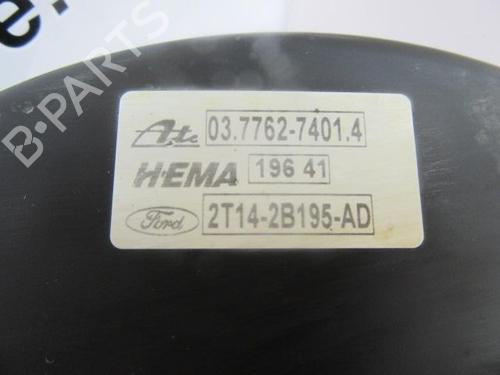 Ate 03.7762-7401.4
HEMA 196 41
Ford 2T14-2B195-AD
B-PARTS